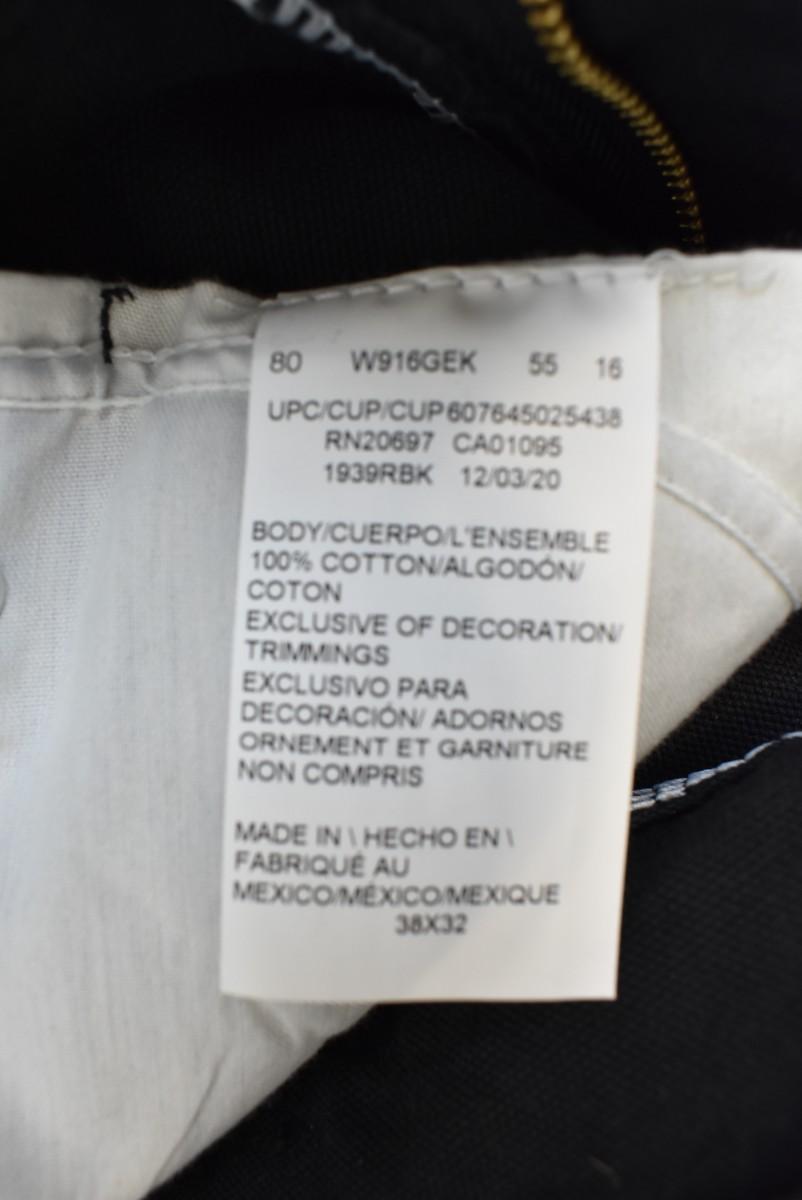 80 W916GEK 55 16
UPC/CUP/CUP607645025438
RN20697 CA01095
1939RBK 12/03/20
BODY/CUERPO/L'ENSEMBLE
100% COTTON/ALGODÓN/
COTON
EXCLUSIVE OF DECORATION/
TRIMMINGS
EXCLUSIVO PARA
DECORACIÓN/ ADORNOS
ORNEMENT ET GARNITURE
NON COMPRIS
MADE IN \ HECHO EN \
FABRIQUÉ AU
MEXICO/MÉXICO/MEXIQUE
38X32